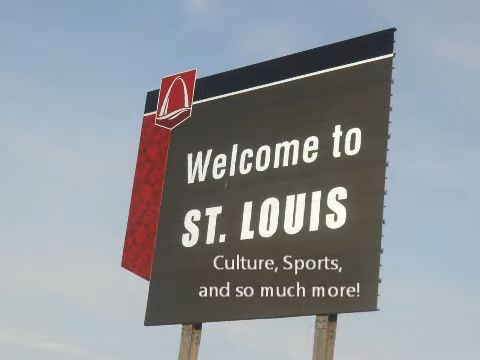 Welcome to
ST. LOUIS
Culture, Sports,
and so much more!